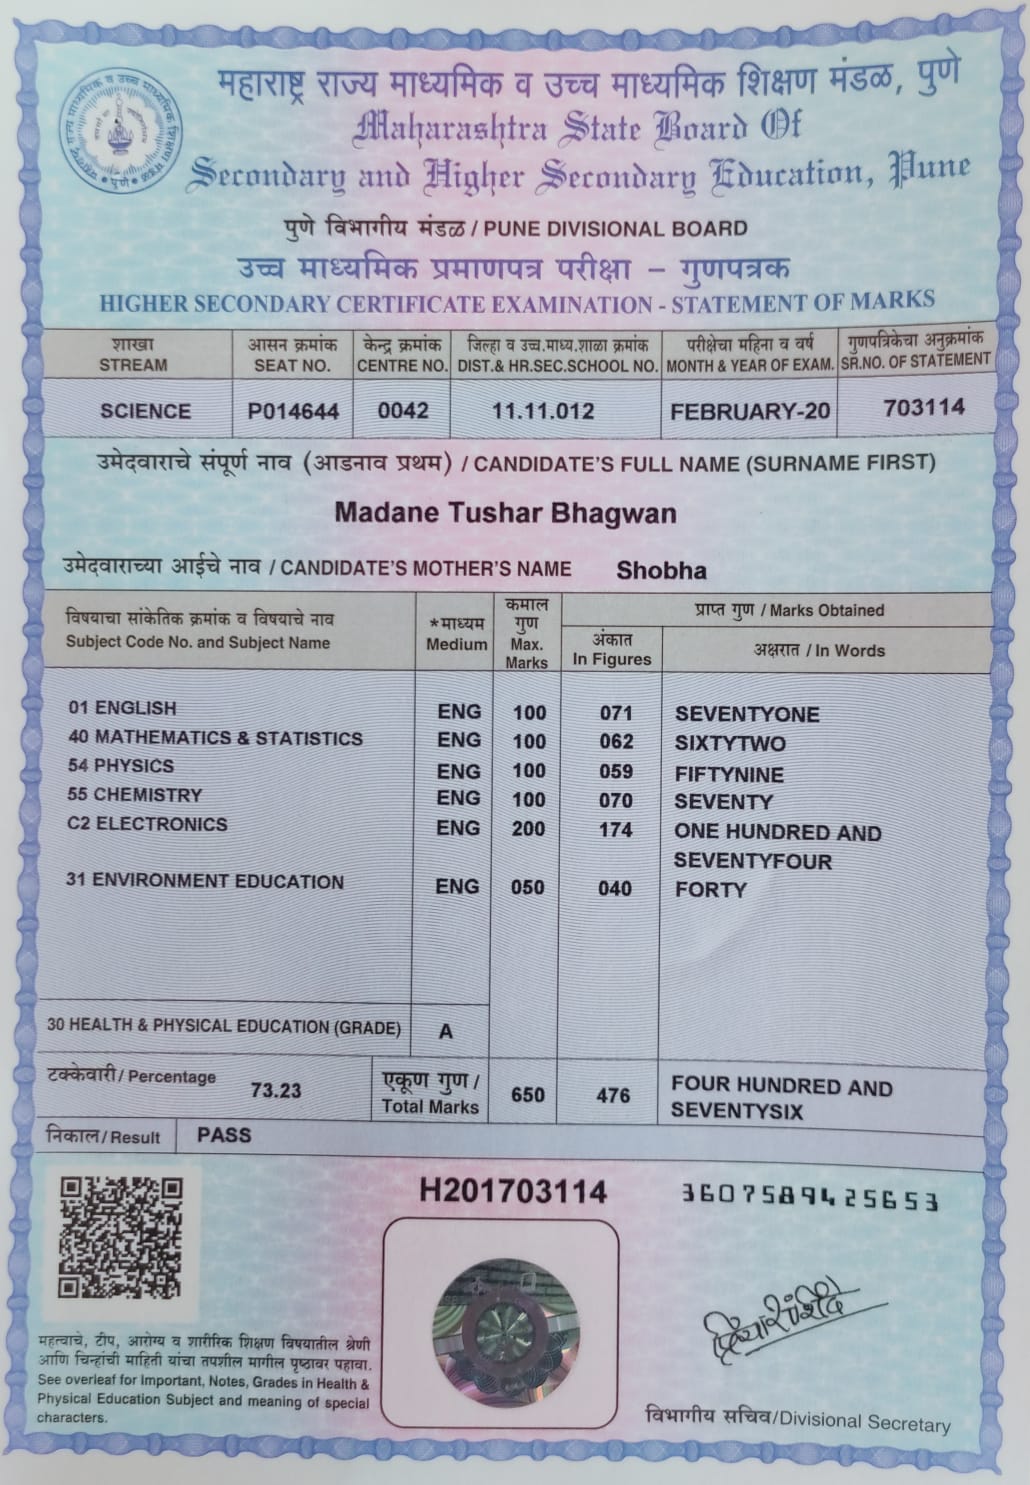 महाराष्ट्र राज्य माध्यमिक व उच्च माध्यमिक शिक्षण मंडळ, पुणे
Maharashtra State Board Of
Secondary and Higher Secondary Education, Pune
पुणे विभागीय मंडळ / PUNE DIVISIONAL BOARD
उच्च माध्यमिक प्रमाणपत्र परीक्षा – गुणपत्रक
HIGHER SECONDARY CERTIFICATE EXAMINATION - STATEMENT OF MARKS
शाखा आसन क्रमांक केन्द्र क्रमांक जिल्हा व उच्च.माध्य.शाळा क्रमांक परीक्षेचा महिना व वर्ष गुणपत्रिकेचा अनुक्रमांक
STREAM SEAT NO. CENTRE NO. DIST.& HR.SEC.SCHOOL NO. MONTH & YEAR OF EXAM. SR.NO. OF STATEMENT
SCIENCE P014644 0042 11.11.012 FEBRUARY-20 703114
उमेदवाराचे संपूर्ण नाव (आडनाव प्रथम) / CANDIDATE'S FULL NAME (SURNAME FIRST)
Madane Tushar Bhagwan
उमेदवाराच्या आईचे नाव / CANDIDATE'S MOTHER'S NAME Shobha
विषयाचा सांकेतिक क्रमांक व विषयाचे नाव *माध्यम कमाल गुण प्राप्त गुण / Marks Obtained
Subject Code No. and Subject Name Medium Max. Marks अंकात In Figures अक्षरात / In Words
01 ENGLISH ENG 100 071 SEVENTYONE
40 MATHEMATICS & STATISTICS ENG 100 062 SIXTYTWO
54 PHYSICS ENG 100 059 FIFTYNINE
55 CHEMISTRY ENG 100 070 SEVENTY
C2 ELECTRONICS ENG 200 174 ONE HUNDRED AND
SEVENTYFOUR
31 ENVIRONMENT EDUCATION ENG 050 040 FORTY
30 HEALTH & PHYSICAL EDUCATION (GRADE) A
टक्केवारी / Percentage 73.23 एकूण गुण / Total Marks 650 476 FOUR HUNDRED AND
SEVENTYSIX
निकाल/Result PASS
H201703114 3607589425653
महत्वाचे, टीप, आरोग्य व शारीरिक शिक्षण विषयातील श्रेणी
आणि चिन्हांची माहिती यांचा तपशील मागील पृष्ठावर पहावा.
See overleaf for Important, Notes, Grades in Health &
Physical Education Subject and meaning of special
characters.
विभागीय सचिव/Divisional Secretary